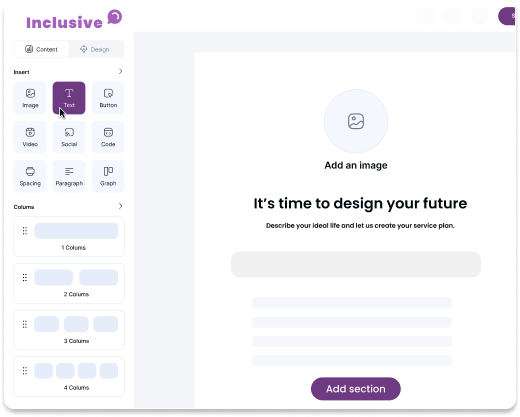 Inclusive
Content
Design
Insert
Image
Text
Button
Video
Social
Code
Spacing
Paragraph
Graph
Colums
1 Colums
2 Colums
3 Colums
4 Colums
Add an image
It's time to design your future
Describe your ideal life and let us create your service plan.
Add section